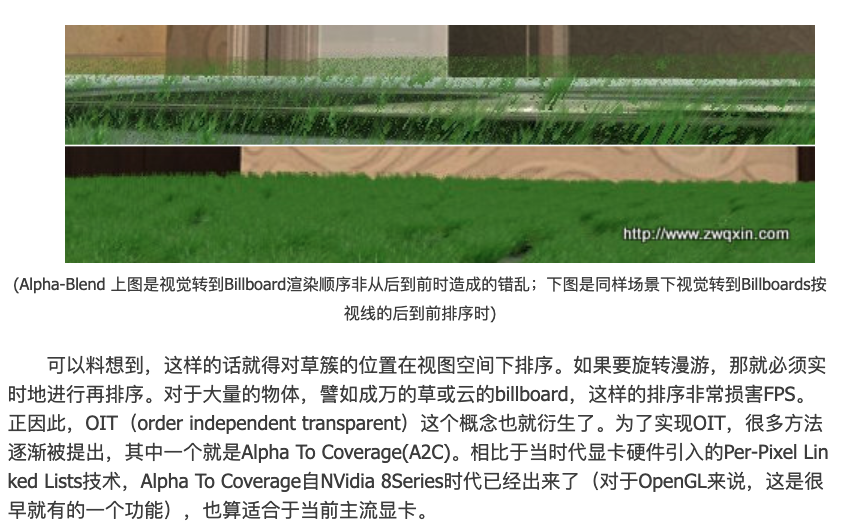 http://www.zwqxin.com
(Alpha-Blend 上图是视觉转到Billboard渲染顺序非从后到前时造成的错乱；下图是同样场景下视觉转到Billboards按
视线的后到前排序时)
可以料想到，这样的话就得对草簇的位置在视图空间下排序。如果要旋转漫游，那就必须实
时地进行再排序。对于大量的物体，譬如成万的草或云的billboard，这样的排序非常损害FPS。
正因此，OIT（order independent transparent）这个概念也就衍生了。为了实现OIT，很多方法
逐渐被提出，其中一个就是Alpha To Coverage(A2C)。相比于当时代显卡硬件引入的Per-Pixel Lin
ked Lists技术，Alpha To Coverage自NVidia 8Series时代已经出来了（对于OpenGL来说，这是很
早就有的一个功能），也算适合于当前主流显卡。